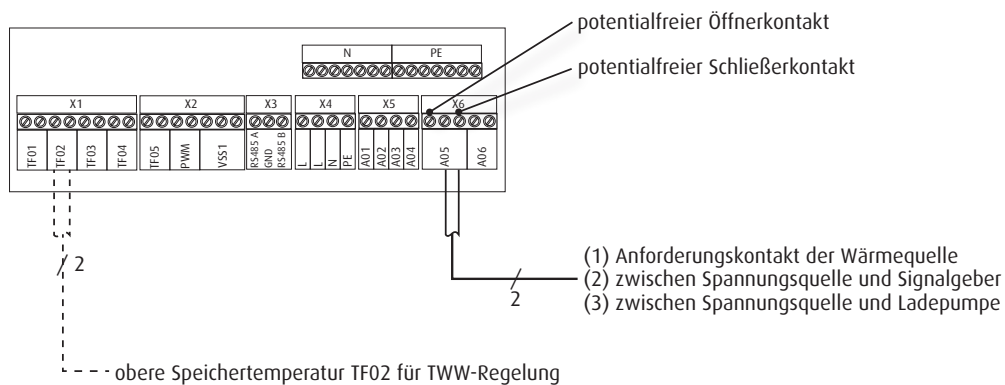 potentialfreier Öffnerkontakt
N PE
potentialfreier Schließerkontakt
X1 X2 X3 X4 X5 X6
TF01 TF02 TF03 TF04 TF05 PWM VSS1 RS485 A GND RS485 B L L N PE A01 A02 A03 A04 A05 A06
2
(1) Anforderungskontakt der Wärmequelle
2 (2) zwischen Spannungsquelle und Signalgeber
(3) zwischen Spannungsquelle und Ladepumpe
obere Speichertemperatur TF02 für TWW-Regelung